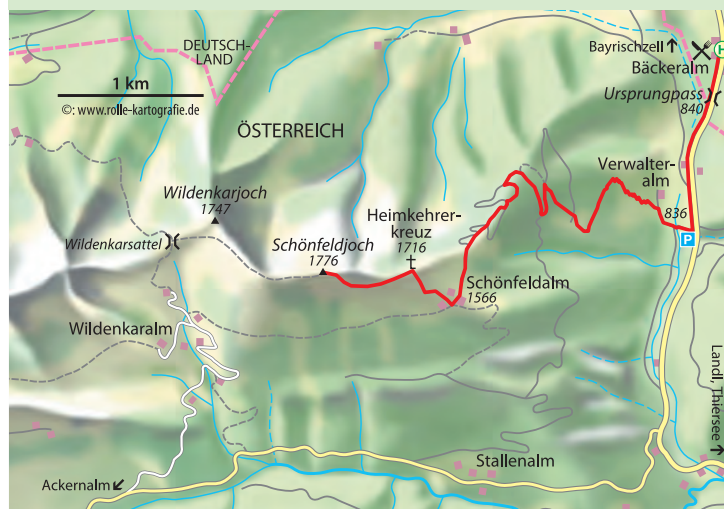 DEUTSCH-
LAND
Bayrischzell ↑
H
Bäckeralm
1 km
©: www.rolle-kartografie.de
Ursprungpass
840
ÖSTERREICH
Verwalter-
alm
Wildenkarjoch
1747
Heimkehrer-
kreuz
1716
836
Wildenkarsattel
Schönfeldjoch
1776
P
Schönfeldalm
1566
Wildenkaralm
Landl, Thiersee →
Stallenalm
Ackernalm ↙